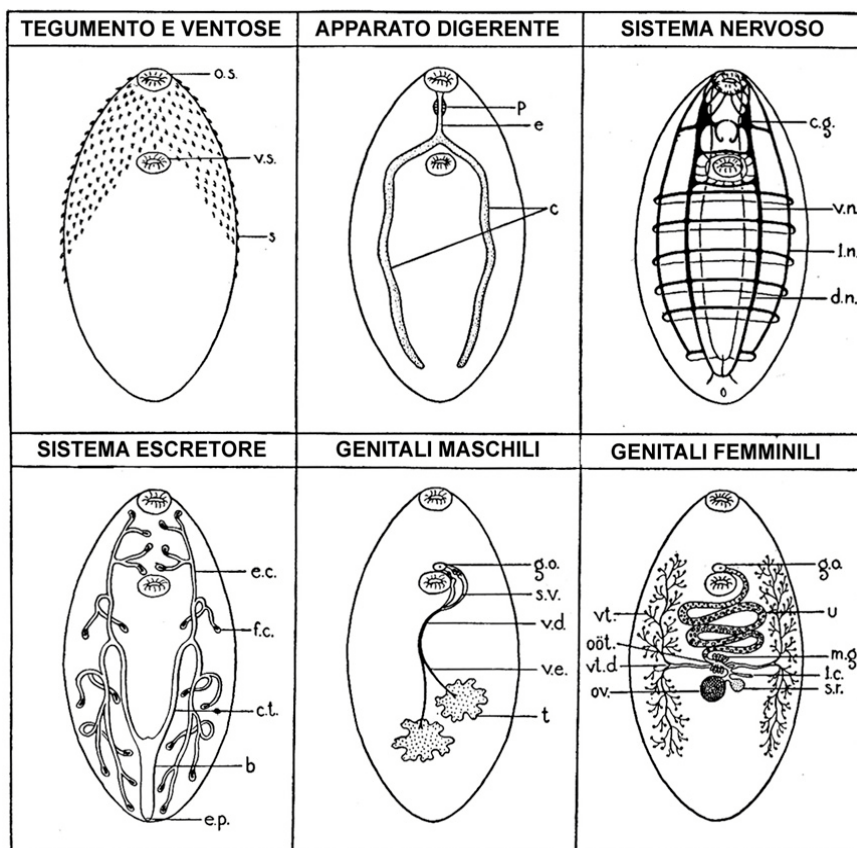 TEGUMENTO E VENTOSE
o.s.
v.s.
s
APPARATO DIGERENTE
p
e
c
SISTEMA NERVOSO
c.g.
v.n.
l.n.
d.n.
SISTEMA ESCRETORE
e.c.
f.c.
c.t.
b
e.p.
GENITALI MASCHILI
g.o.
s.v.
v.d.
v.e.
t
GENITALI FEMMINILI
g.o.
vt.
u
oöt.
m.g
vt.d
l.c.
ov.
s.r.